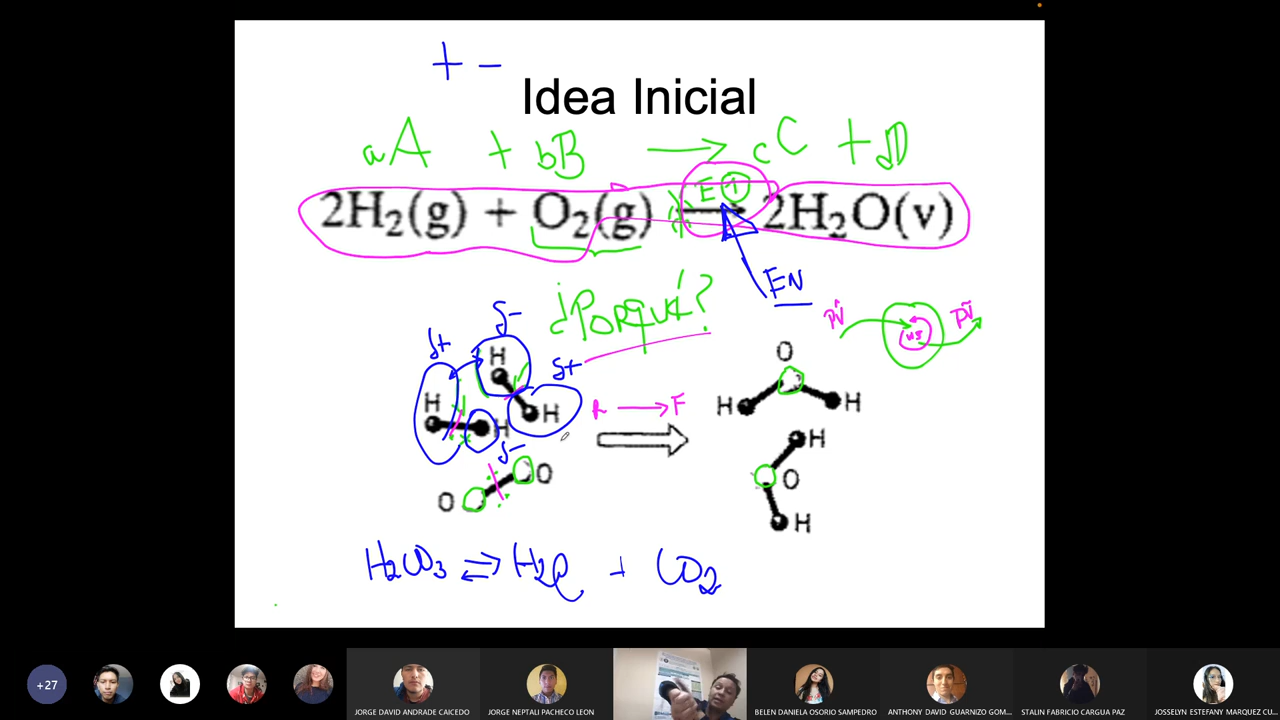 + -
Idea Inicial
aA + bB → cC + dD
E ↑
2H₂(g) + O₂(g) → 2H₂O(v)
EN
¿PORQUÉ?
δ-
δ+
H
δ+
H
H
H
δ-
R → F
O
O
O
H
H
H
O
H
H₂CO₃ ⇌ H₂O + CO₂
+27
JORGE DAVID ANDRADE CAICEDO
JORGE NEPTALI PACHECO LEON
BELEN DANIELA OSORIO SAMPEDRO
ANTHONY DAVID GUARNIZO GOM...
STALIN FABRICIO CARGUA PAZ
JOSSELYN ESTEFANY MARQUEZ CU